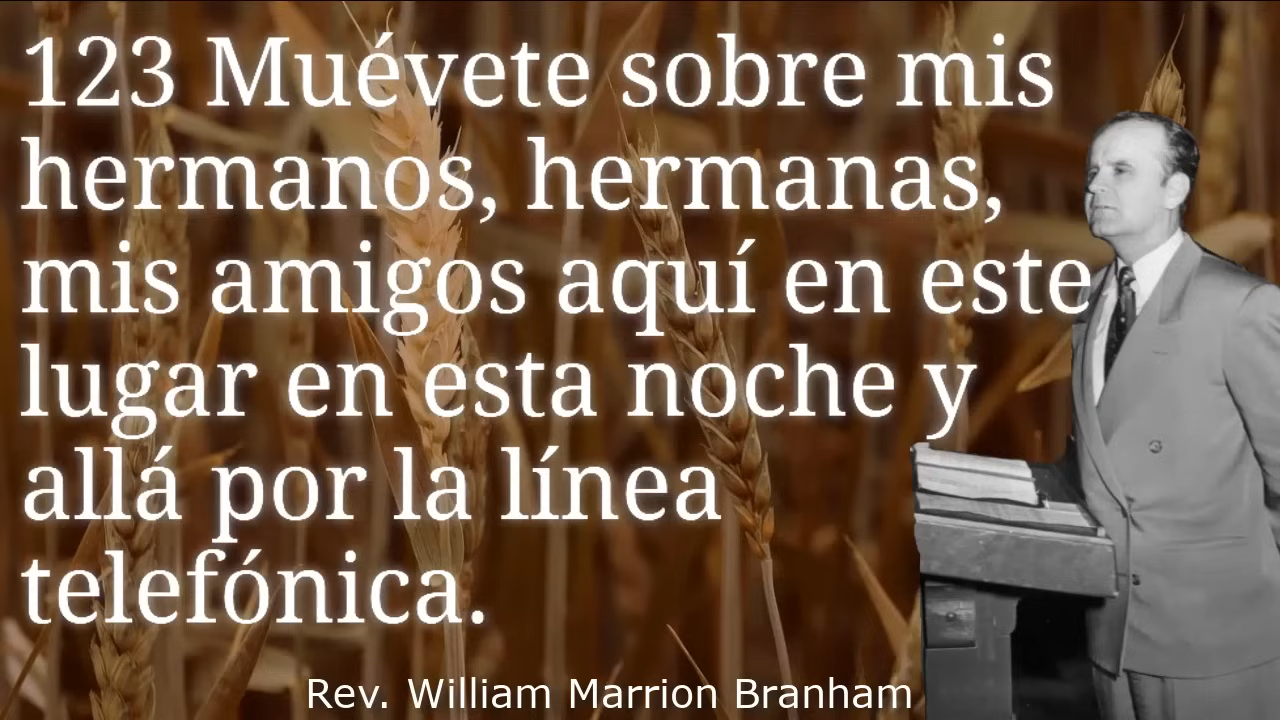 123 Muévete sobre mis
hermanos, hermanas,
mis amigos aquí en este
lugar en esta noche y
allá por la línea
telefónica.
Rev. William Marrion Branham